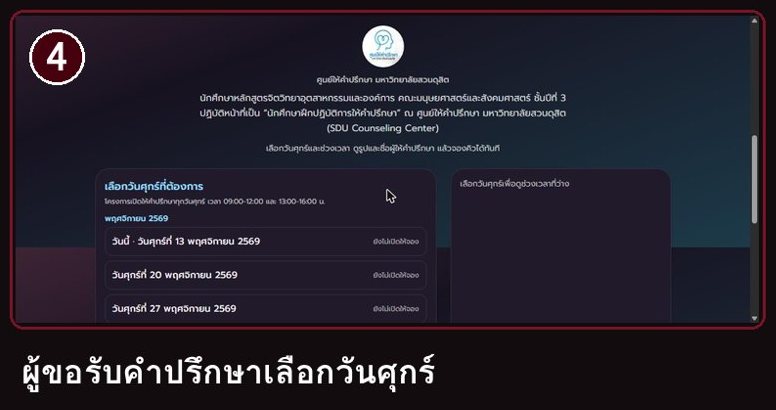 4
ศูนย์ให้คำปรึกษา มหาวิทยาลัยสวนดุสิต
นักศึกษาหลักสูตรจิตวิทยาอุตสาหกรรมและองค์การ คณะมนุษยศาสตร์และสังคมศาสตร์ ชั้นปีที่ 3
ปฏิบัติหน้าที่เป็น "นักศึกษาฝึกปฏิบัติการให้คำปรึกษา" ณ ศูนย์ให้คำปรึกษา มหาวิทยาลัยสวนดุสิต
(SDU Counseling Center)
เลือกวันศุกร์และช่วงเวลา ดูรูปและชื่อผู้ให้คำปรึกษา แล้วจองคิวได้ทันที
เลือกวันศุกร์ที่ต้องการ
โครงการเปิดให้คำปรึกษาทุกวันศุกร์ เวลา 09:00-12:00 และ 13:00-16:00 น.
พฤศจิกายน 2569
วันนี้ · วันศุกร์ที่ 13 พฤศจิกายน 2569 ยังไม่เปิดให้จอง
วันศุกร์ที่ 20 พฤศจิกายน 2569 ยังไม่เปิดให้จอง
วันศุกร์ที่ 27 พฤศจิกายน 2569 ยังไม่เปิดให้จอง
เลือกวันศุกร์เพื่อดูช่วงเวลาที่ว่าง
ผู้ขอรับคำปรึกษาเลือกวันศุกร์